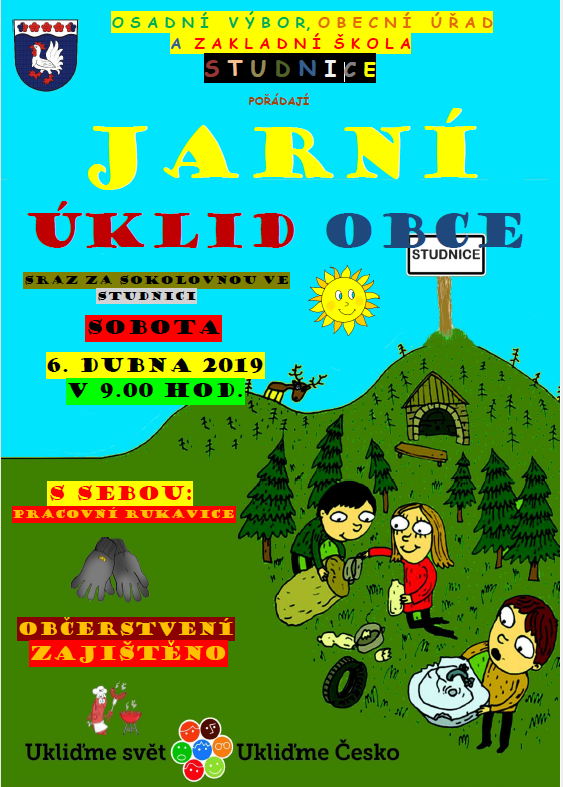 OSADNÍ VÝBOR, OBECNÍ ÚŘAD
A ZAKLADNÍ ŠKOLA
STUDNICE
POŘÁDAJÍ
JARNÍ
ÚKLID OBCE
STUDNICE
SRAZ ZA SOKOLOVNOU VE
STUDNICI
SOBOTA
6. DUBNA 2019
V 9.00 HOD.
S SEBOU:
PRACOVNÍ RUKAVICE
OBČERSTVENÍ
ZAJIŠTĚNO
Ukliďme svět Ukliďme Česko